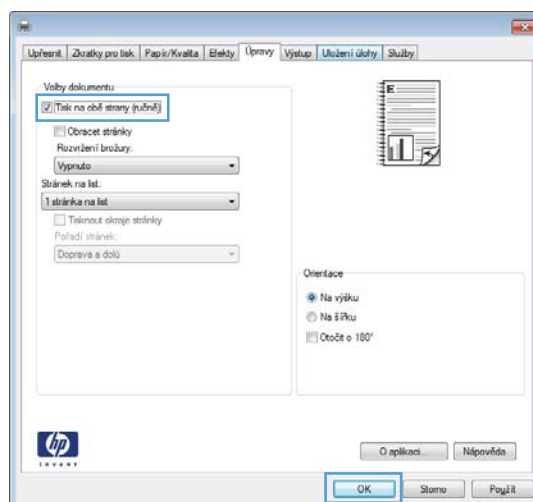 Upřesnit Zkratky pro tisk Papír/Kvalita Efekty Úpravy Výstup Uložení úlohy Služby
Volby dokumentu
Tisk na obě strany (ručně)
Obracet stránky
Rozvržení brožury:
Vypnuto
Stránek na list:
1 stránka na list
Tisknout okraje stránky
Pořadí stránek:
Doprava a dolů
E
Orientace
Na výšku
Na šířku
Otočit o 180°
hp
invent
O aplikaci... Nápověda
OK Storno Použít